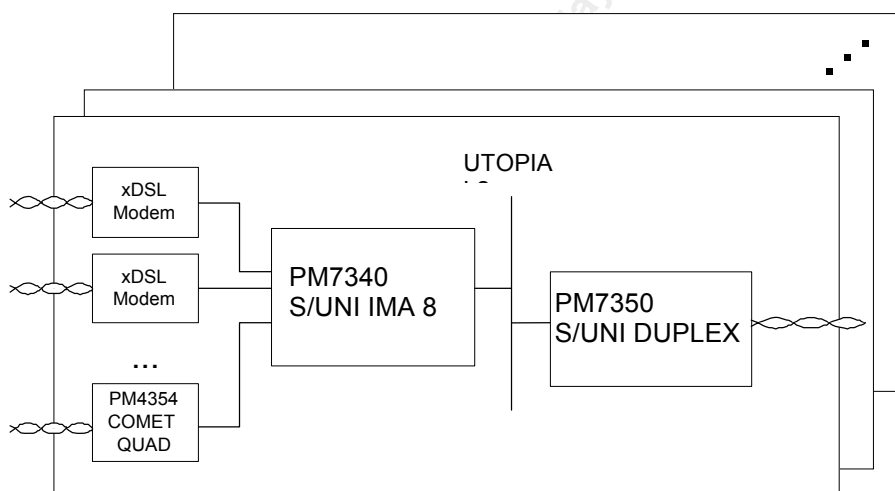 UTOPIA
xDSL
Modem
xDSL
Modem
PM7340
S/UNI IMA 8
PM7350
S/UNI DUPLEX
...
PM4354
COMET
QUAD